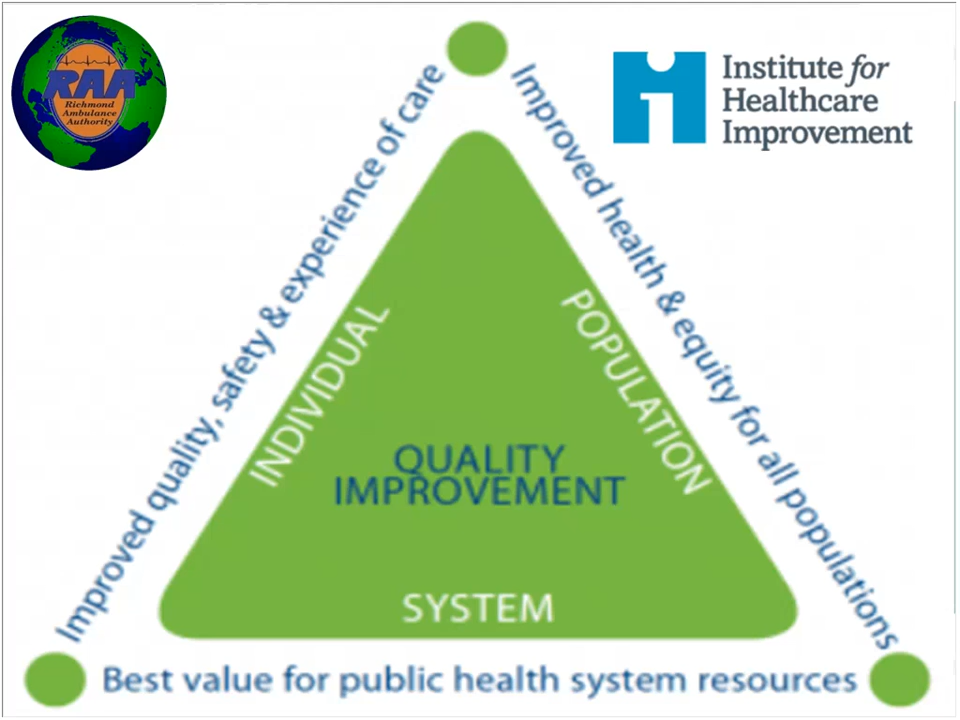 RAA
Richmond
Ambulance
Authority
Institute for
Healthcare
Improvement
Improved quality, safety & experience of care
Improved health & equity for all populations
INDIVIDUAL
POPULATION
QUALITY
IMPROVEMENT
SYSTEM
Best value for public health system resources